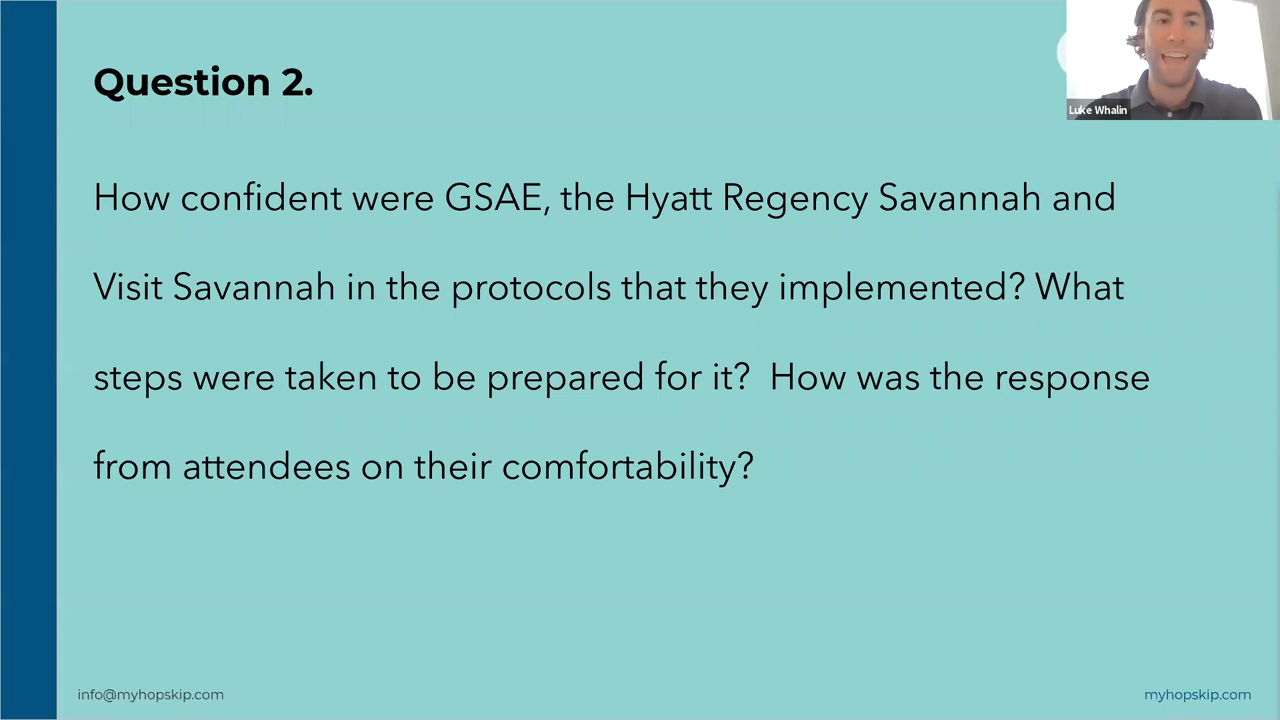 Question 2.
Luke Whalin
How confident were GSAE, the Hyatt Regency Savannah and
Visit Savannah in the protocols that they implemented? What
steps were taken to be prepared for it?  How was the response
from attendees on their comfortability?
info@myhopskip.com
myhopskip.com